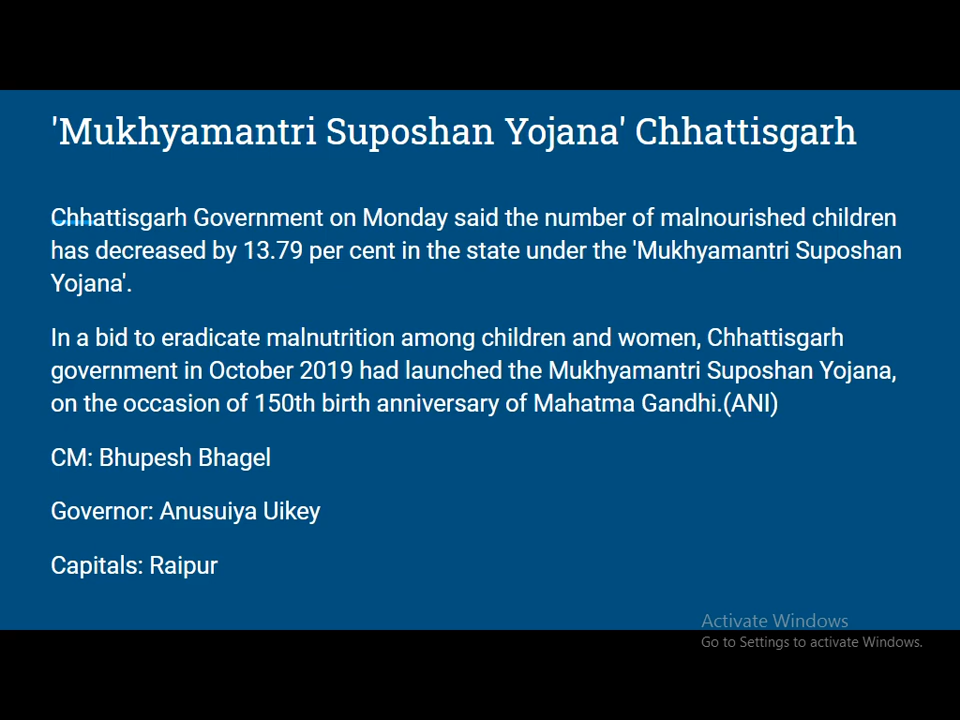 'Mukhyamantri Suposhan Yojana' Chhattisgarh
Chhattisgarh Government on Monday said the number of malnourished children
has decreased by 13.79 per cent in the state under the 'Mukhyamantri Suposhan
Yojana'.
In a bid to eradicate malnutrition among children and women, Chhattisgarh
government in October 2019 had launched the Mukhyamantri Suposhan Yojana,
on the occasion of 150th birth anniversary of Mahatma Gandhi.(ANI)
CM: Bhupesh Bhagel
Governor: Anusuiya Uikey
Capitals: Raipur
Activate Windows
Go to Settings to activate Windows.